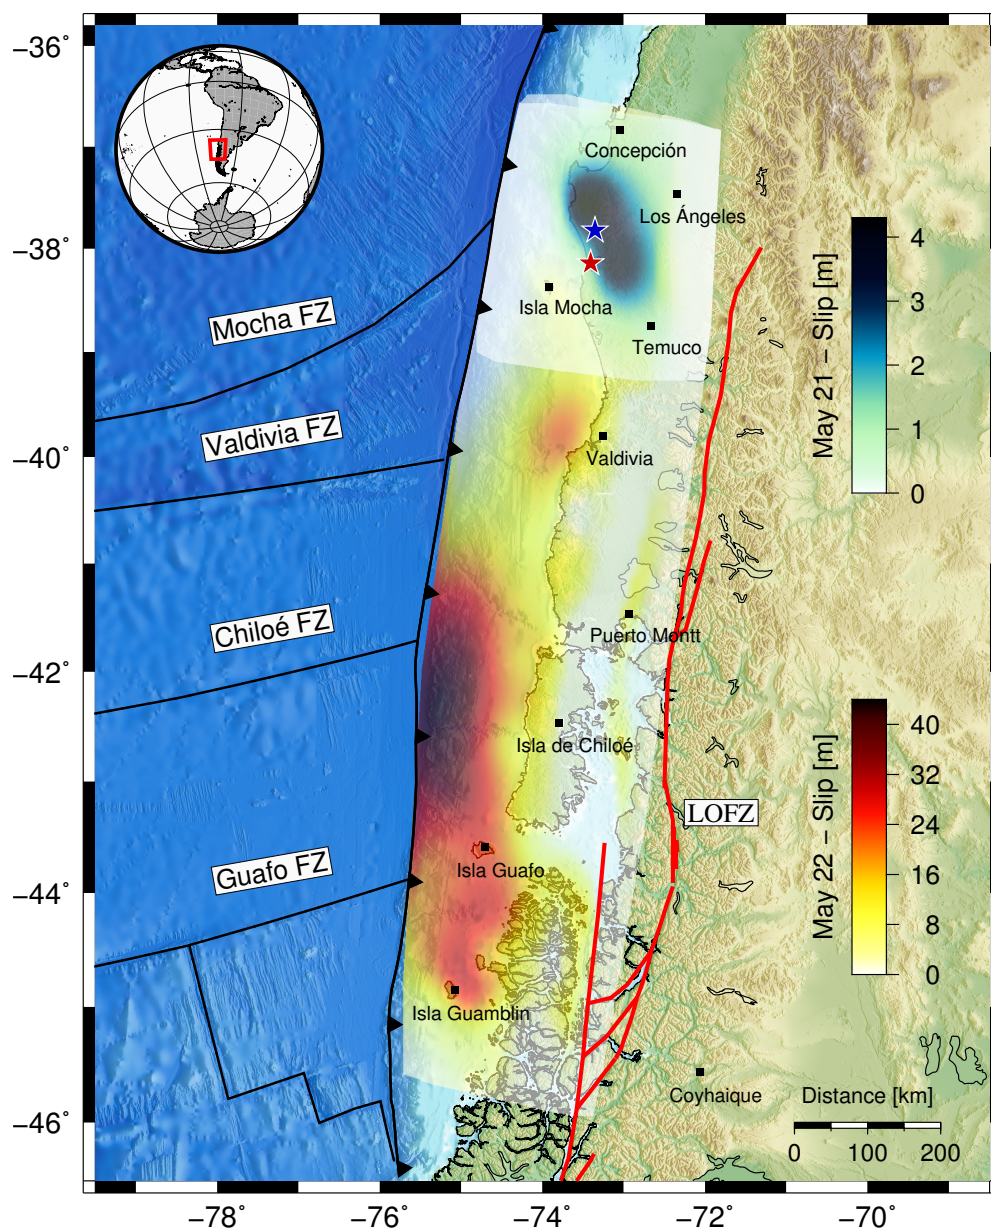 −36˚
Concepción
Los Ángeles
−38˚
Isla Mocha
Mocha FZ
Temuco
May 21 − Slip [m]
4
3
2
1
0
Valdivia FZ
Valdivia
−40˚
Chiloé FZ
Puerto Montt
−42˚
Isla de Chiloé
May 22 − Slip [m]
40
32
24
16
8
0
LOFZ
Guafo FZ
Isla Guafo
−44˚
Isla Guamblin
Coyhaique
Distance [km]
0 100 200
−46˚
−78˚ −76˚ −74˚ −72˚ −70˚